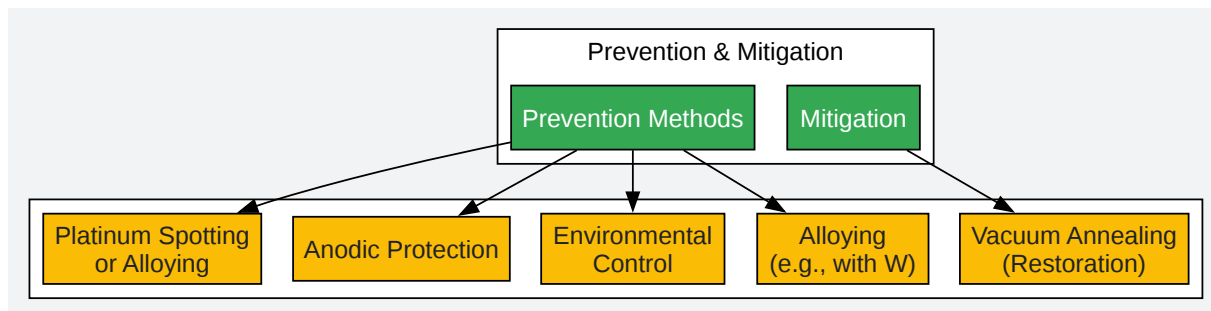 Prevention & Mitigation
Prevention Methods
Mitigation
Platinum Spotting
or Alloying
Anodic Protection
Environmental
Control
Alloying
(e.g., with W)
Vacuum Annealing
(Restoration)